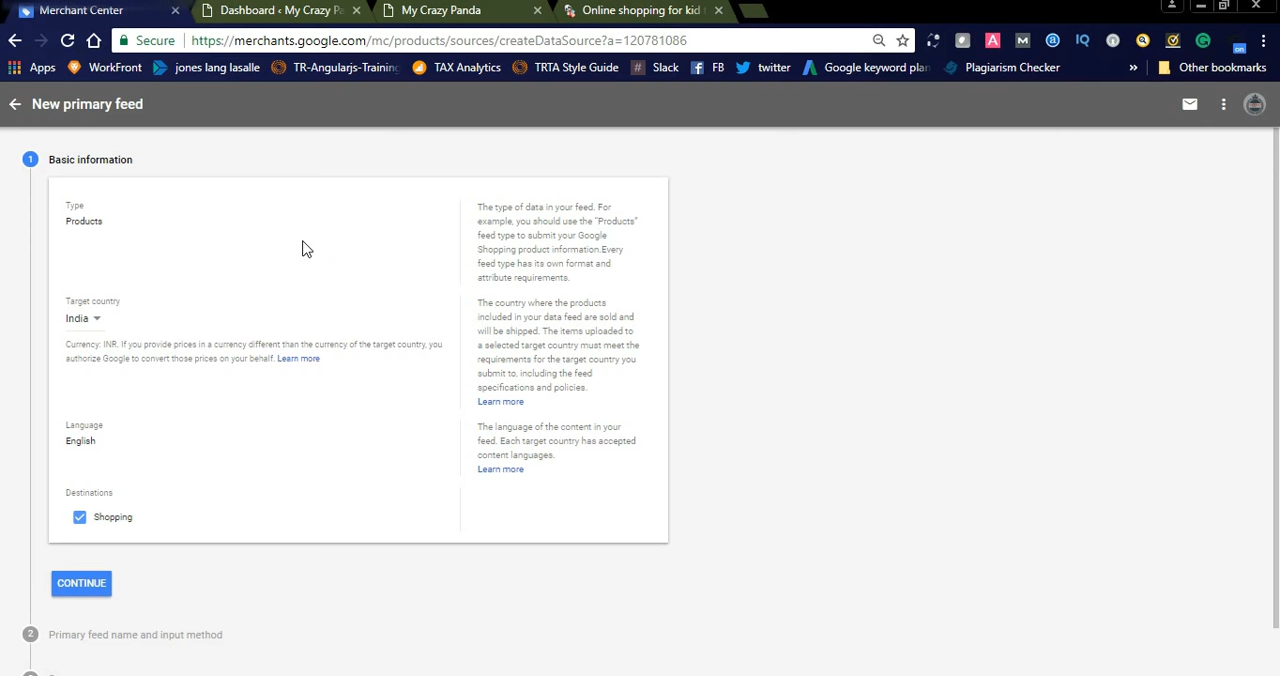 Merchant Center
Dashboard ‹ My Crazy Pa
My Crazy Panda
Online shopping for kid
Secure
https://merchants.google.com/mc/products/sources/createDataSource?a=120781086
Apps
WorkFront
jones lang lasalle
TR-Angularjs-Training
TAX Analytics
TRTA Style Guide
Slack
FB
twitter
Google keyword plan
Plagiarism Checker
»
Other bookmarks
New primary feed
1 Basic information
Type
Products
The type of data in your feed. For
example, you should use the "Products"
feed type to submit your Google
Shopping product information.Every
feed type has its own format and
attribute requirements.
Target country
India
Currency: INR. If you provide prices in a currency different than the currency of the target country, you
authorize Google to convert those prices on your behalf. Learn more
The country where the products
included in your data feed are sold and
will be shipped. The items uploaded to
a selected target country must meet the
requirements for the target country you
submit to, including the feed
specifications and policies.
Learn more
Language
English
The language of the content in your
feed. Each target country has accepted
content languages.
Learn more
Destinations
Shopping
CONTINUE
2 Primary feed name and input method